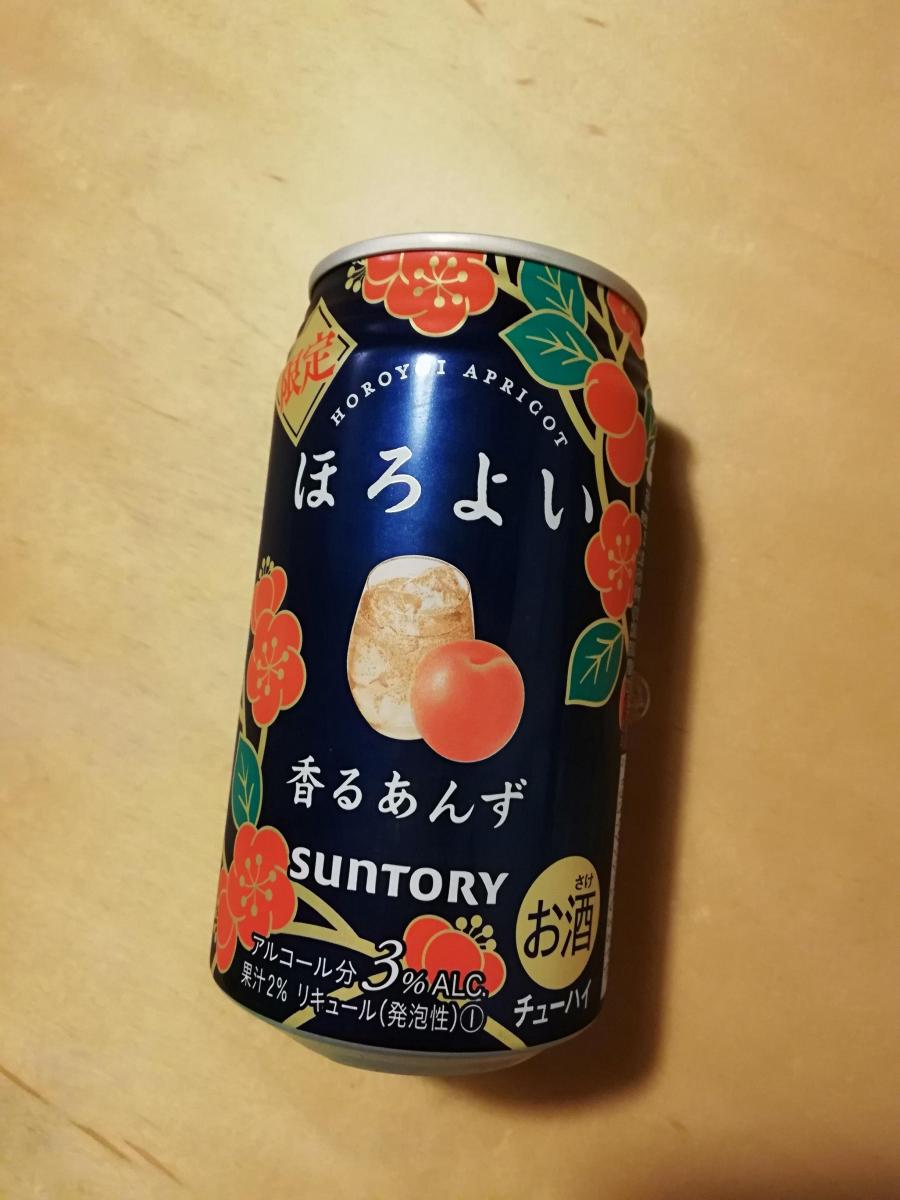 限定
HOROYOI APRICOT
ほろよい
香るあんず
SUNTORY
さけ
お酒
アルコール分 3% ALC.
果汁2% リキュール(発泡性)①
チューハイ